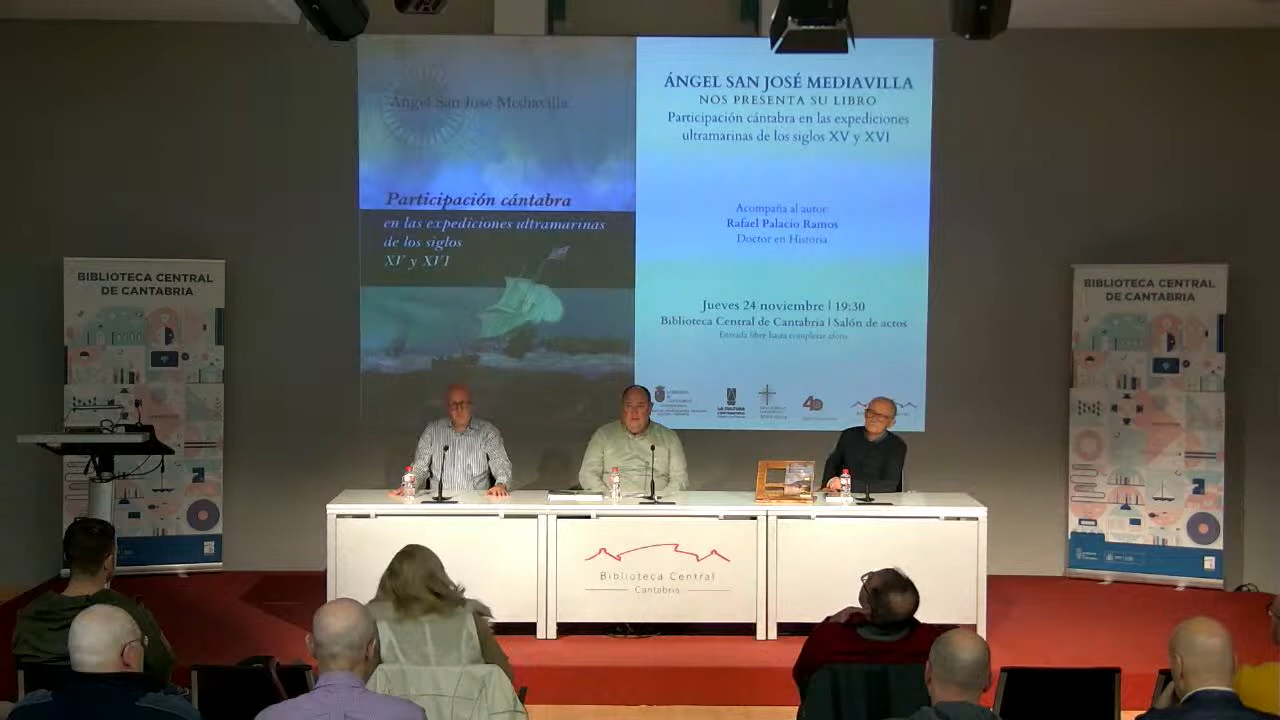 Ángel San José Mediavilla
Participación cántabra
en las expediciones ultramarinas
de los siglos
XV y XVI
ÁNGEL SAN JOSÉ MEDIAVILLA
NOS PRESENTA SU LIBRO
Participación cántabra en las expediciones
ultramarinas de los siglos XV y XVI
Acompaña al autor:
Rafael Palacio Ramos
Doctor en Historia
Jueves 24 noviembre | 19:30
Biblioteca Central de Cantabria | Salón de actos
Entrada libre hasta completar aforo
BIBLIOTECA CENTRAL
DE CANTABRIA
BIBLIOTECA CENTRAL
DE CANTABRIA
Biblioteca Central
Cantabria